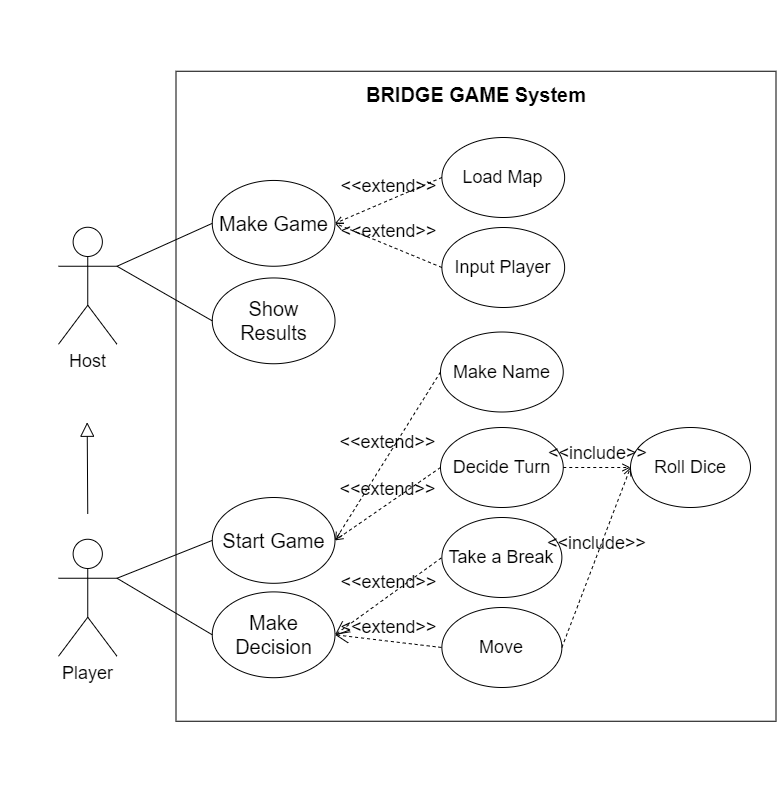 BRIDGE GAME System
Load Map
<<extend>>
Make Game
<<extend>>
Input Player
Show
Results
Host
Make Name
<<extend>>
<<include>>
Decide Turn
Roll Dice
<<extend>>
Start Game
<<include>>
Take a Break
<<extend>>
Make
Decision
<<extend>>
Move
Player